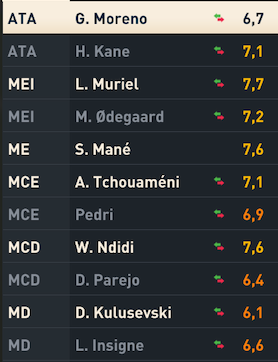 ATA G. Moreno 6,7
ATA H. Kane 7,1
MEI L. Muriel 7,7
MEI M. Ødegaard 7,2
ME S. Mané 7,6
MCE A. Tchouaméni 7,1
MCE Pedri 6,9
MCD W. Ndidi 7,6
MCD D. Parejo 6,4
MD D. Kulusevski 6,1
MD L. Insigne 6,6